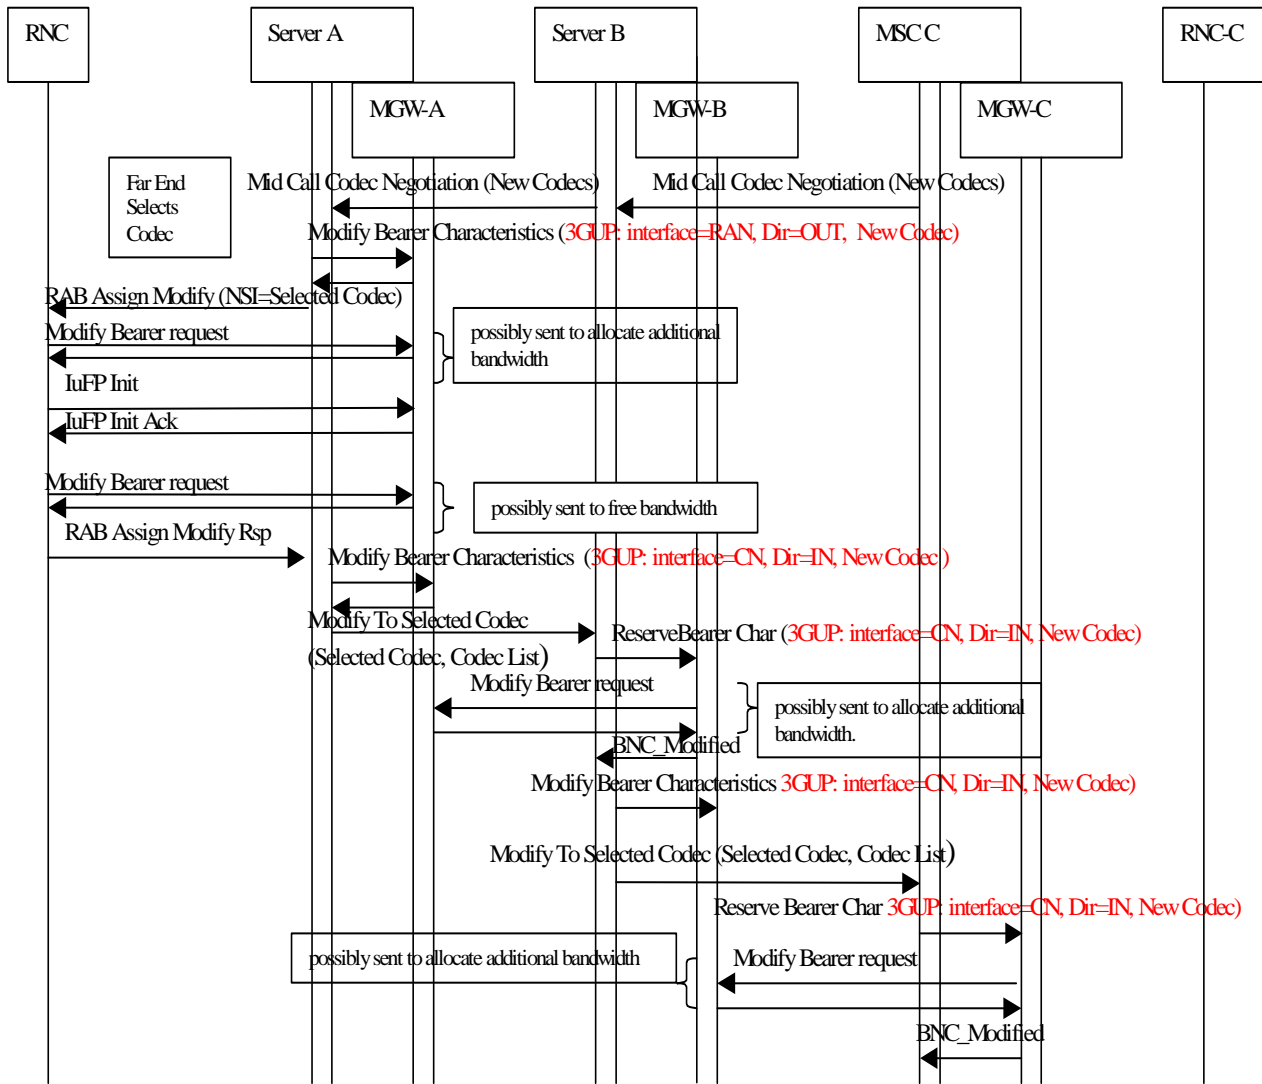 RNC
Server A
Server B
MSC C
RNC-C
MGW-A
MGW-B
MGW-C
Far End
Selects
Codec
Mid Call Codec Negotiation (New Codecs)
Mid Call Codec Negotiation (New Codecs)
Modify Bearer Characteristics (3GUP: interface=RAN, Dir=OUT, New Codec)
RAB Assign Modify (NSI=Selected Codec)
Modify Bearer request
possibly sent to allocate additional
bandwidth
IuFP Init
IuFP Init Ack
Modify Bearer request
possibly sent to free bandwidth
RAB Assign Modify Rsp
Modify Bearer Characteristics (3GUP: interface=CN, Dir=IN, New Codec )
Modify To Selected Codec
(Selected Codec, Codec List)
ReserveBearer Char (3GUP: interface=CN, Dir=IN, New Codec)
Modify Bearer request
possibly sent to allocate additional
bandwidth.
BNC_Modified
Modify Bearer Characteristics 3GUP: interface=CN, Dir=IN, New Codec)
Modify To Selected Codec (Selected Codec, Codec List)
Reserve Bearer Char 3GUP: interface=CN, Dir=IN, New Codec)
possibly sent to allocate additional bandwidth
Modify Bearer request
BNC_Modified